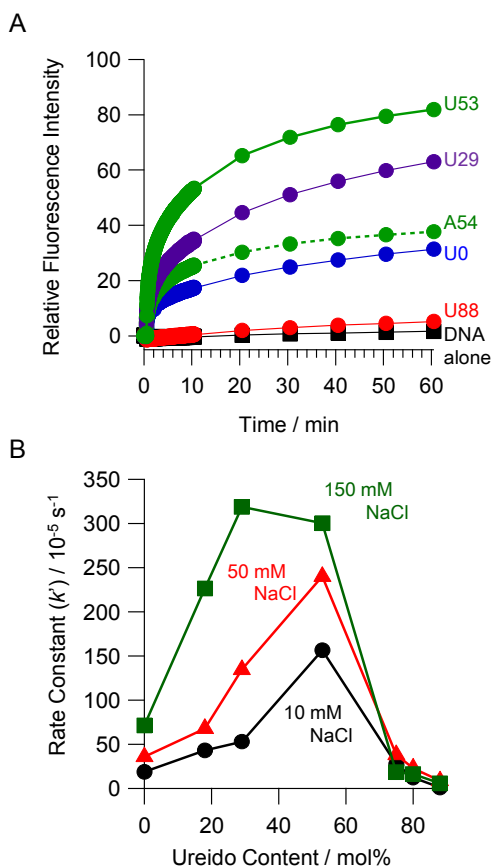 A
Relative Fluorescence Intensity
100
80
60
40
20
0
U53
U29
A54
U0
U88
DNA
alone
0
10
20
30
40
50
60
Time / min
B
Rate Constant (k') / 10-5 s-1
350
300
250
200
150
100
50
0
150 mM
NaCl
50 mM
NaCl
10 mM
NaCl
0
20
40
60
80
Ureido Content / mol%